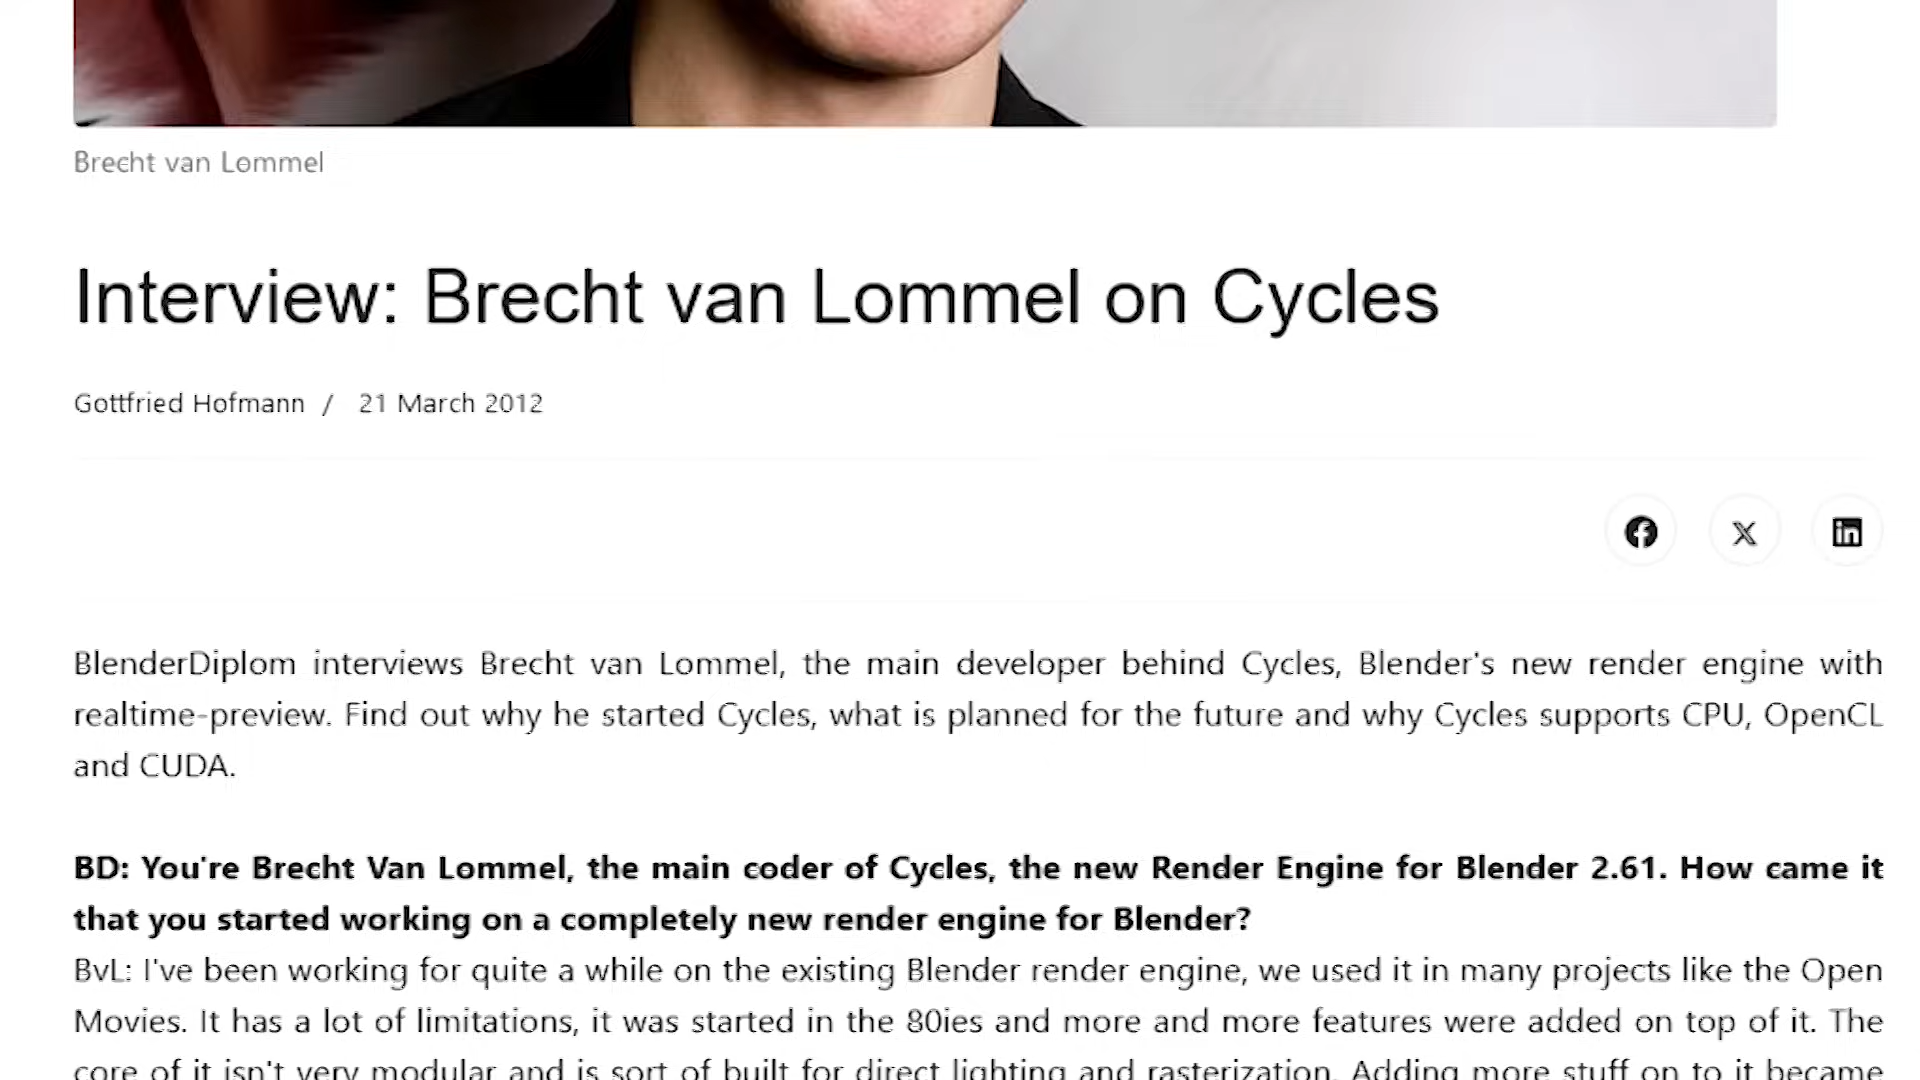 Brecht van Lommel
Interview: Brecht van Lommel on Cycles
Gottfried Hofmann / 21 March 2012
BlenderDiplom interviews Brecht van Lommel, the main developer behind Cycles, Blender's new render engine with
realtime-preview. Find out why he started Cycles, what is planned for the future and why Cycles supports CPU, OpenCL
and CUDA.
BD: You're Brecht Van Lommel, the main coder of Cycles, the new Render Engine for Blender 2.61. How came it
that you started working on a completely new render engine for Blender?
BvL: I've been working for quite a while on the existing Blender render engine, we used it in many projects like the Open
Movies. It has a lot of limitations, it was started in the 80ies and more and more features were added on top of it. The
core of it isn't very modular and is sort of built for direct lighting and rasterization. Adding more stuff on to it became